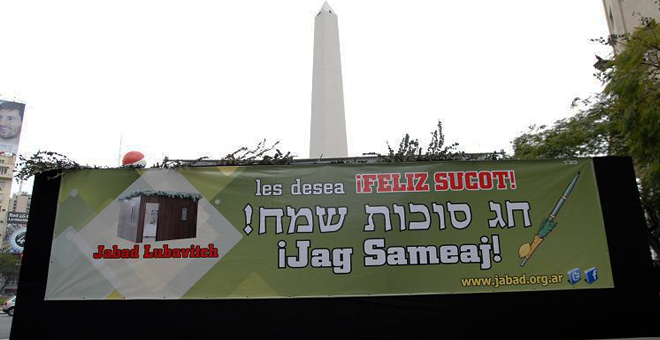 les desea ¡FELIZ SUCOT!
חג סוכות שמח!
¡Jag Sameaj!
Jabad Lubavitch
www.jabad.org.ar